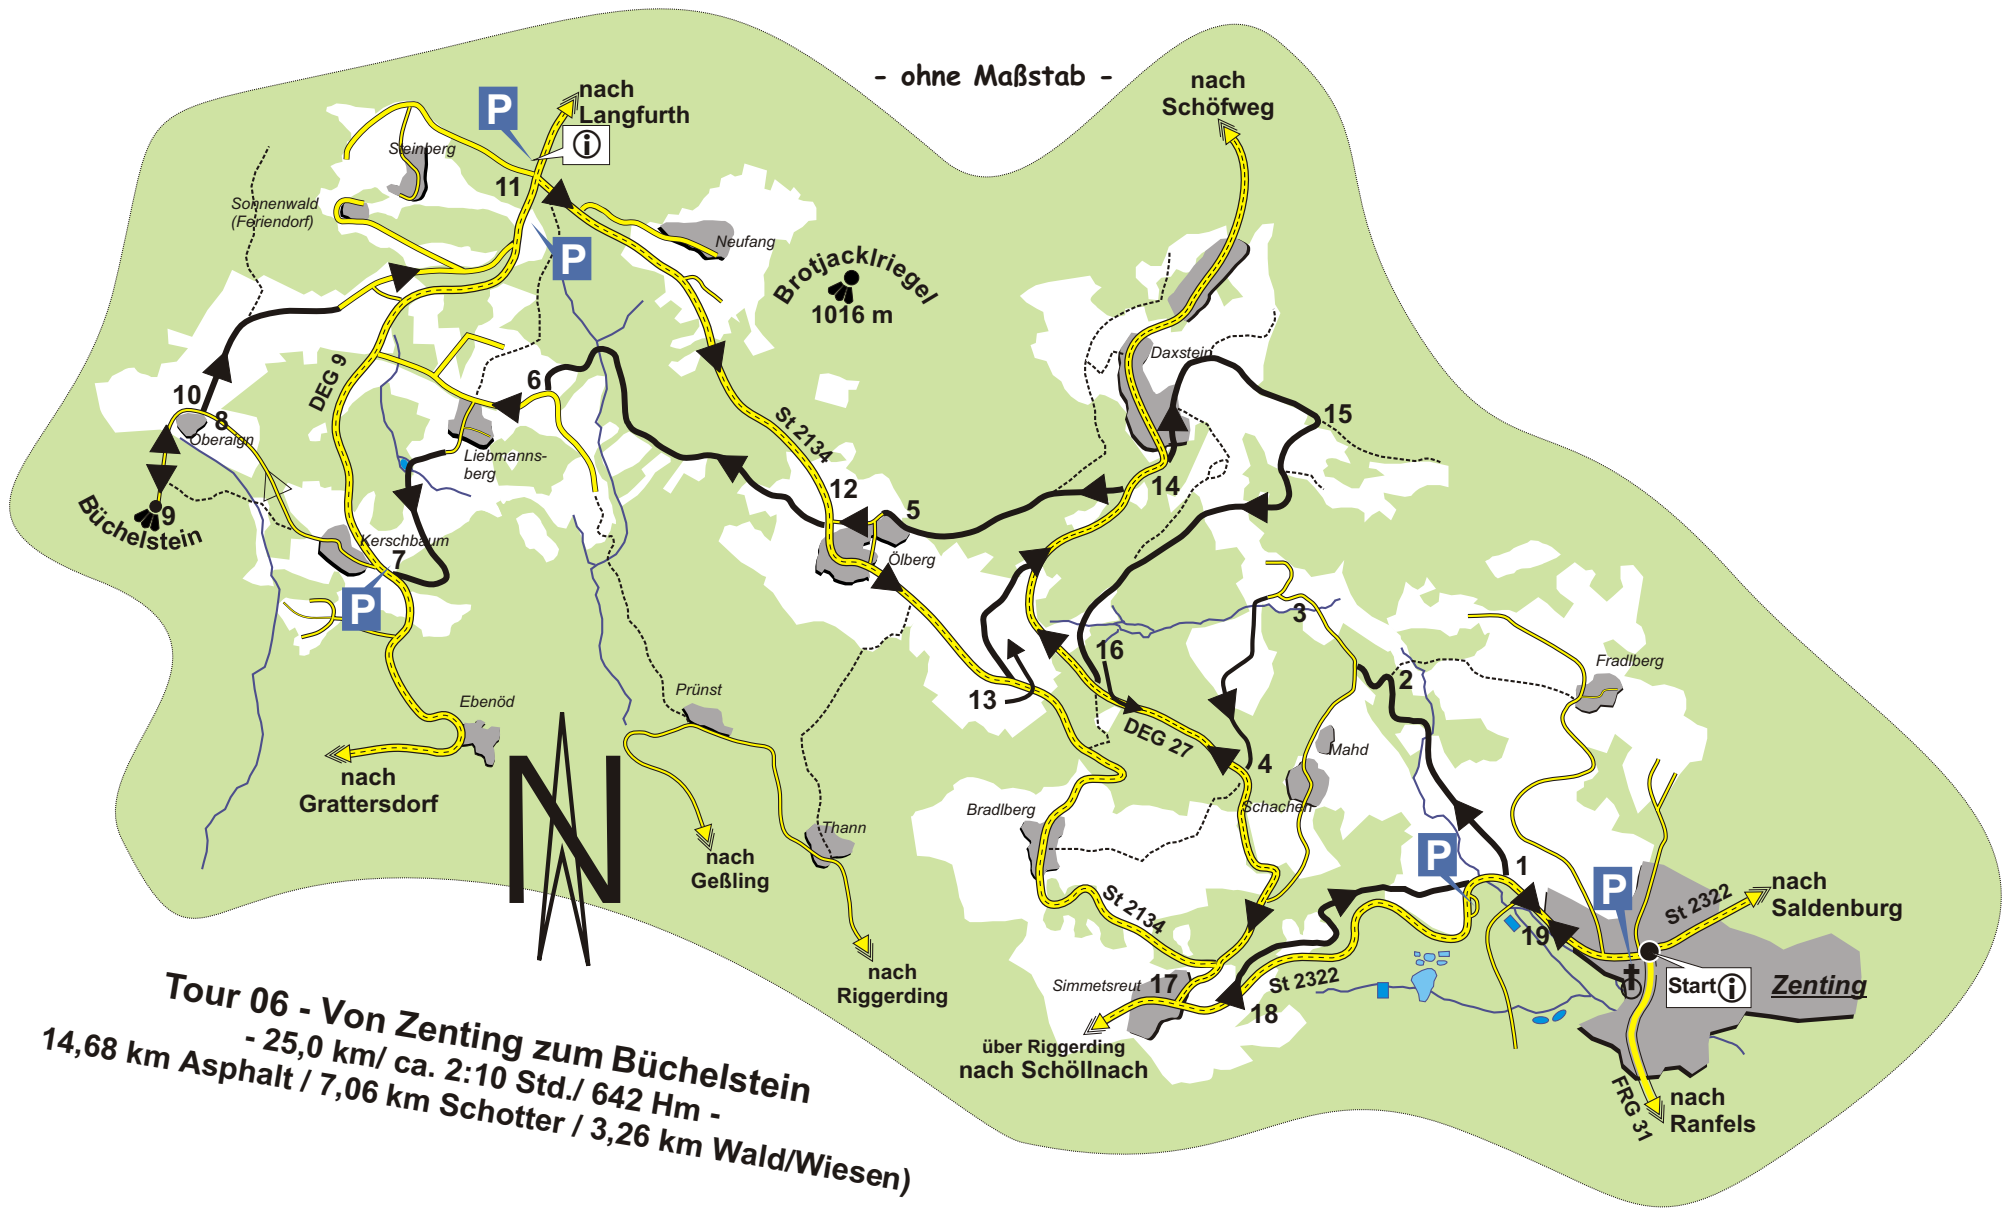 - ohne Maßstab -
nach
Langfurth
nach
Schöfweg
P
i
Steinberg
11
Sonnenwald
(Feriendorf)
P
Neufang
Brotjacklriegel
1016 m
DEG 9
10
8
Oberaign
6
Liebmanns-
berg
St 2134
Daxstein
15
12
14
5
Ölberg
9
Büchelstein
Kerschbaum
7
P
3
16
2
Fradlberg
13
Prünst
Ebenöd
DEG 27
4
Mahd
Schachen
nach
Grattersdorf
N
Bradlberg
Thann
nach
Geßling
P
1
P
nach
Saldenburg
St 2322
St 2134
19
nach
Riggerding
Simmetsreut
17
St 2322
18
Start i
Zenting
über Riggerding
nach Schöllnach
FRG 31
nach
Ranfels
Tour 06 - Von Zenting zum Büchelstein
- 25,0 km/ ca. 2:10 Std./ 642 Hm -
14,68 km Asphalt / 7,06 km Schotter / 3,26 km Wald/Wiesen)